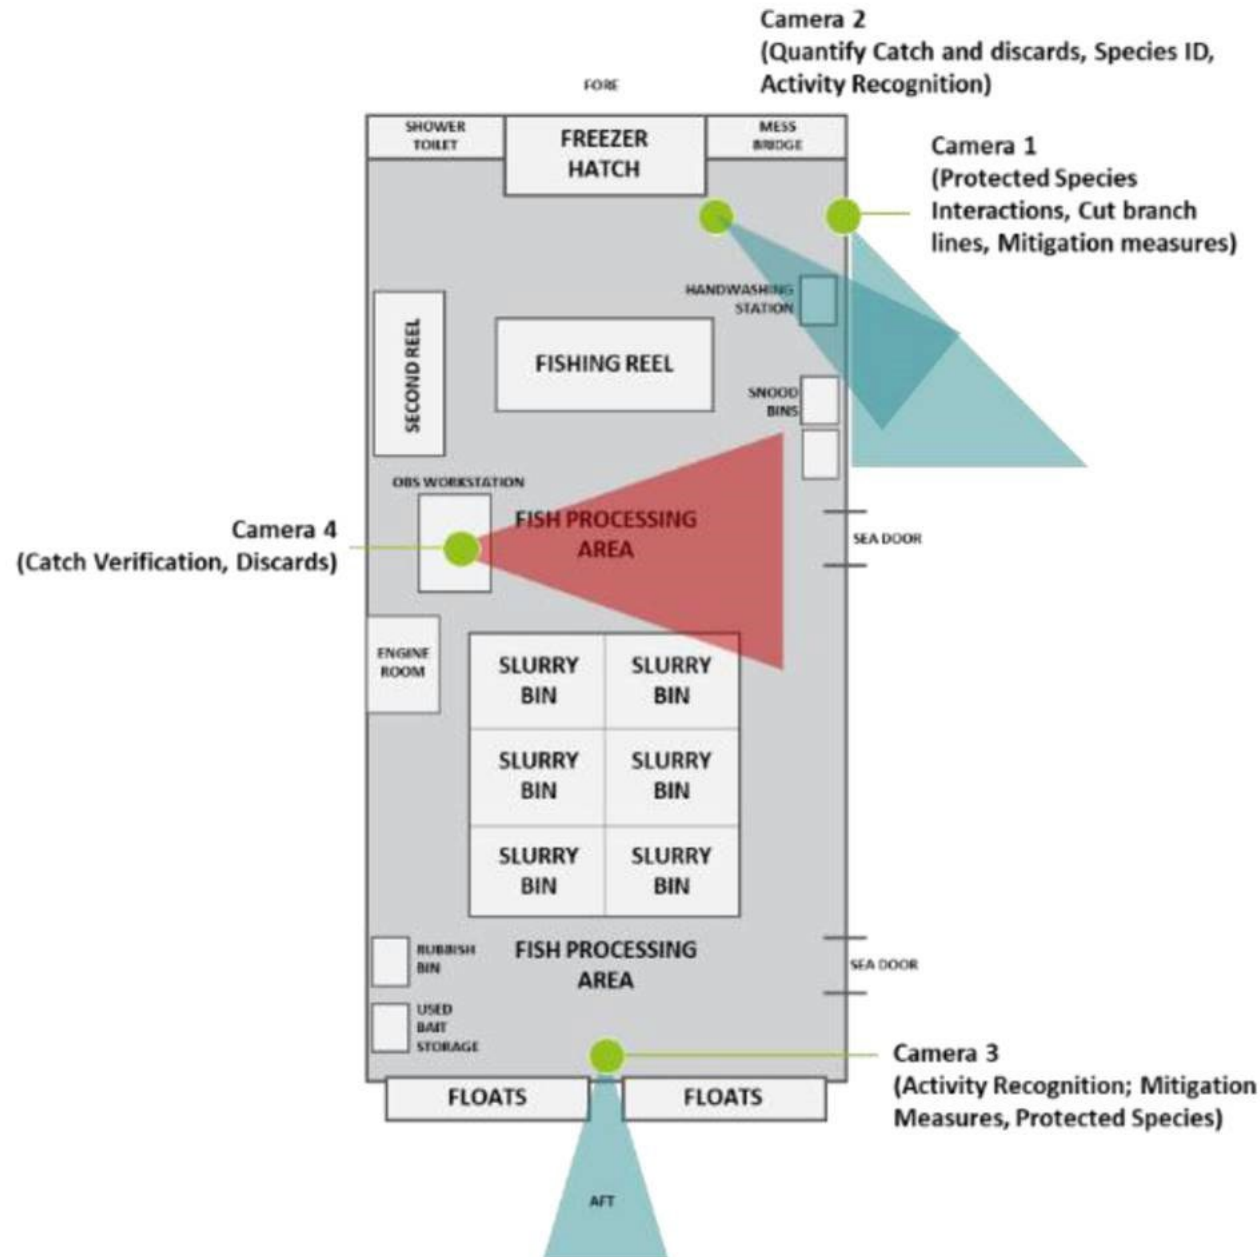 Camera 2
(Quantify Catch and discards, Species ID,
Activity Recognition)
FORE
SHOWER
TOILET
FREEZER
HATCH
MESS
BRIDGE
Camera 1
(Protected Species
Interactions, Cut branch
lines, Mitigation measures)
HANDWASHING
STATION
SECOND REEL
FISHING REEL
SNOOD
BINS
OBS WORKSTATION
FISH PROCESSING
AREA
Camera 4
(Catch Verification, Discards)
SEA DOOR
ENGINE
ROOM
SLURRY
BIN
SLURRY
BIN
SLURRY
BIN
SLURRY
BIN
SLURRY
BIN
SLURRY
BIN
RUBBISH
BIN
FISH PROCESSING
AREA
SEA DOOR
USED
BAIT
STORAGE
Camera 3
(Activity Recognition; Mitigation
Measures, Protected Species)
FLOATS
FLOATS
AFT